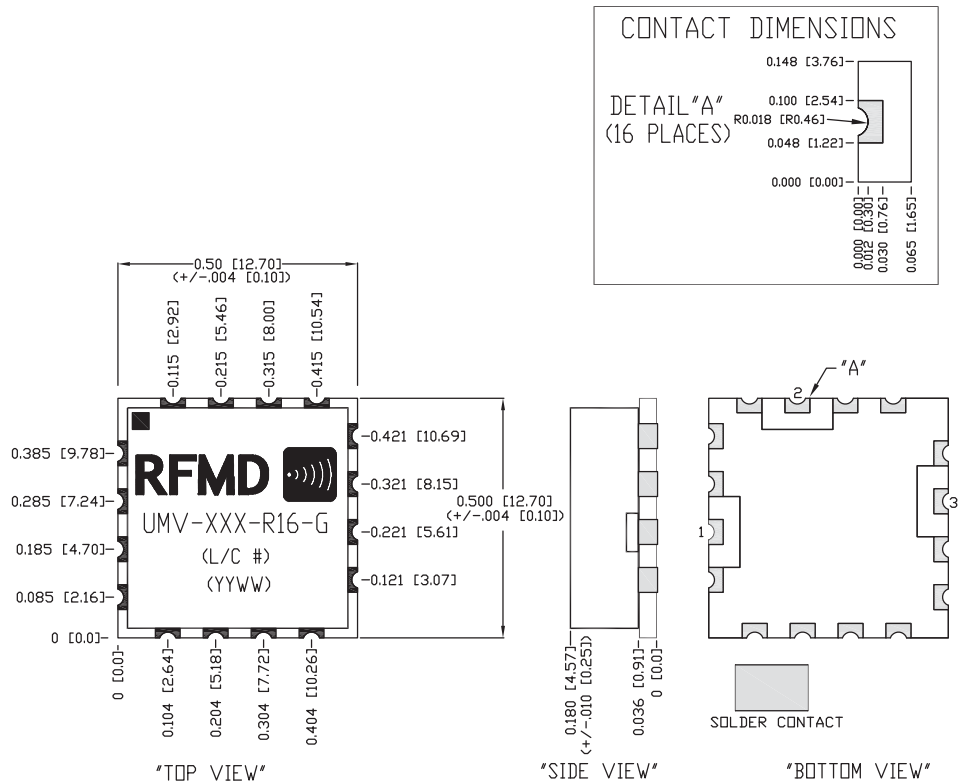 CONTACT DIMENSIONS
0.148 [3.76]
DETAIL"A"
(16 PLACES)
0.100 [2.54]
R0.018 [R0.46]
0.048 [1.22]
0.000 [0.00]
0.000 [0.00]
0.012 [0.30]
0.030 [0.76]
0.065 [1.65]
0.50 [12.70]
(+/-.004 [0.10])
0.115 [2.92]
0.215 [5.46]
0.315 [8.00]
0.415 [10.54]
0.385 [9.78]
0.285 [7.24]
0.185 [4.70]
0.085 [2.16]
0 [0.0]
RFMD
UMV-XXX-R16-G
(L/C #)
(YYWW)
0.421 [10.69]
0.321 [8.15]
0.221 [5.61]
0.121 [3.07]
0.500 [12.70]
(+/-.004 [0.10])
0 [0.0]
0.104 [2.64]
0.204 [5.18]
0.304 [7.72]
0.404 [10.26]
"TOP VIEW"
0.180 [4.57]
(+/-.010 [0.25])
0.036 [0.91]
0 [0.0]
"SIDE VIEW"
"A"
2
1
3
SOLDER CONTACT
"BOTTOM VIEW"